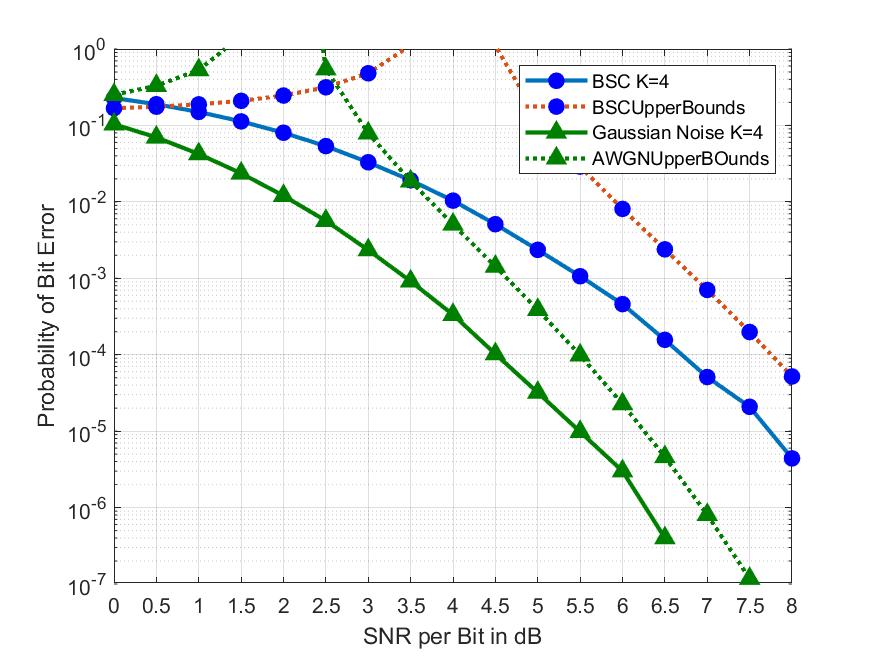 10^0
10^-1
10^-2
10^-3
10^-4
10^-5
10^-6
10^-7
Probability of Bit Error
BSC K=4
BSCUpperBounds
Gaussian Noise K=4
AWGNUpperBOunds
0 0.5 1 1.5 2 2.5 3 3.5 4 4.5 5 5.5 6 6.5 7 7.5 8
SNR per Bit in dB